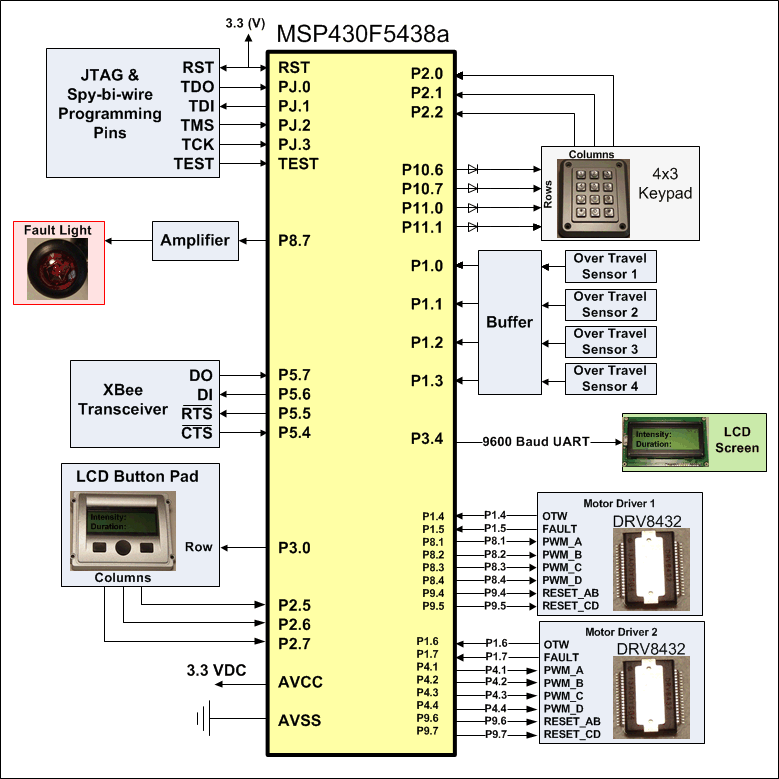 3.3 (V)
MSP430F5438a
JTAG &
Spy-bi-wire
Programming
Pins
RST
TDO
TDI
TMS
TCK
TEST
RST
PJ.0
PJ.1
PJ.2
PJ.3
TEST
P2.0
P2.1
P2.2
Columns
Rows
4x3
Keypad
P10.6
P10.7
P11.0
P11.1
Fault Light
Amplifier
P8.7
P1.0
P1.1
P1.2
P1.3
Buffer
Over Travel
Sensor 1
Over Travel
Sensor 2
Over Travel
Sensor 3
Over Travel
Sensor 4
XBee
Transceiver
DO
DI
RTS
CTS
P5.7
P5.6
P5.5
P5.4
P3.4
9600 Baud UART
Intensity:
Duration:
LCD
Screen
LCD Button Pad
Intensity:
Duration:
Row
Columns
P3.0
P2.5
P2.6
P2.7
3.3 VDC
AVCC
AVSS
P1.4
P1.5
P8.1
P8.2
P8.3
P8.4
P9.4
P9.5
P1.4
P1.5
P8.1
P8.2
P8.3
P8.4
P9.4
P9.5
Motor Driver 1
DRV8432
OTW
FAULT
PWM_A
PWM_B
PWM_C
PWM_D
RESET_AB
RESET_CD
P1.6
P1.7
P4.1
P4.2
P4.3
P4.4
P9.6
P9.7
P1.6
P1.7
P4.1
P4.2
P4.3
P4.4
P9.6
P9.7
Motor Driver 2
DRV8432
OTW
FAULT
PWM_A
PWM_B
PWM_C
PWM_D
RESET_AB
RESET_CD